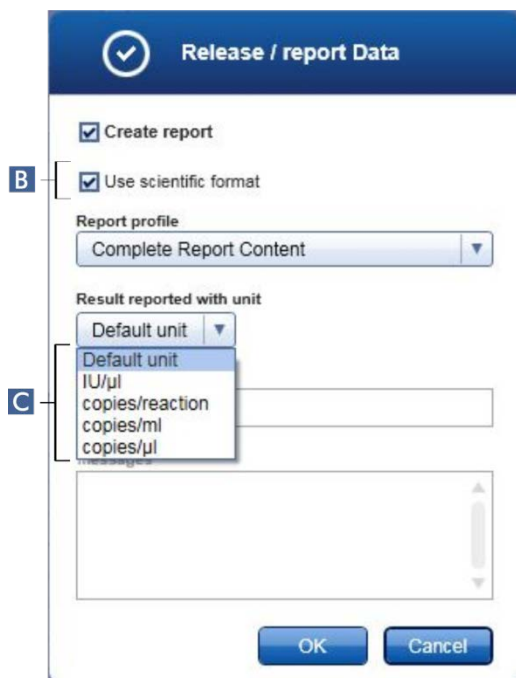 Release / report Data
Create report
B
Use scientific format
Report profile
Complete Report Content
Result reported with unit
Default unit
Default unit
IU/µl
copies/reaction
C
copies/ml
copies/µl
Messages
OK
Cancel